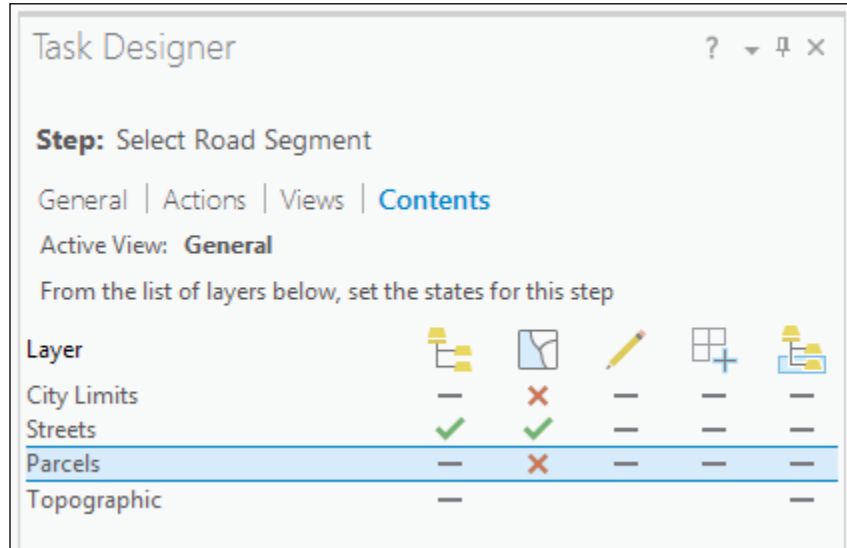 Task Designer
Step: Select Road Segment
General | Actions | Views | Contents
Active View: General
From the list of layers below, set the states for this step
Layer
City Limits
Streets
Parcels
Topographic